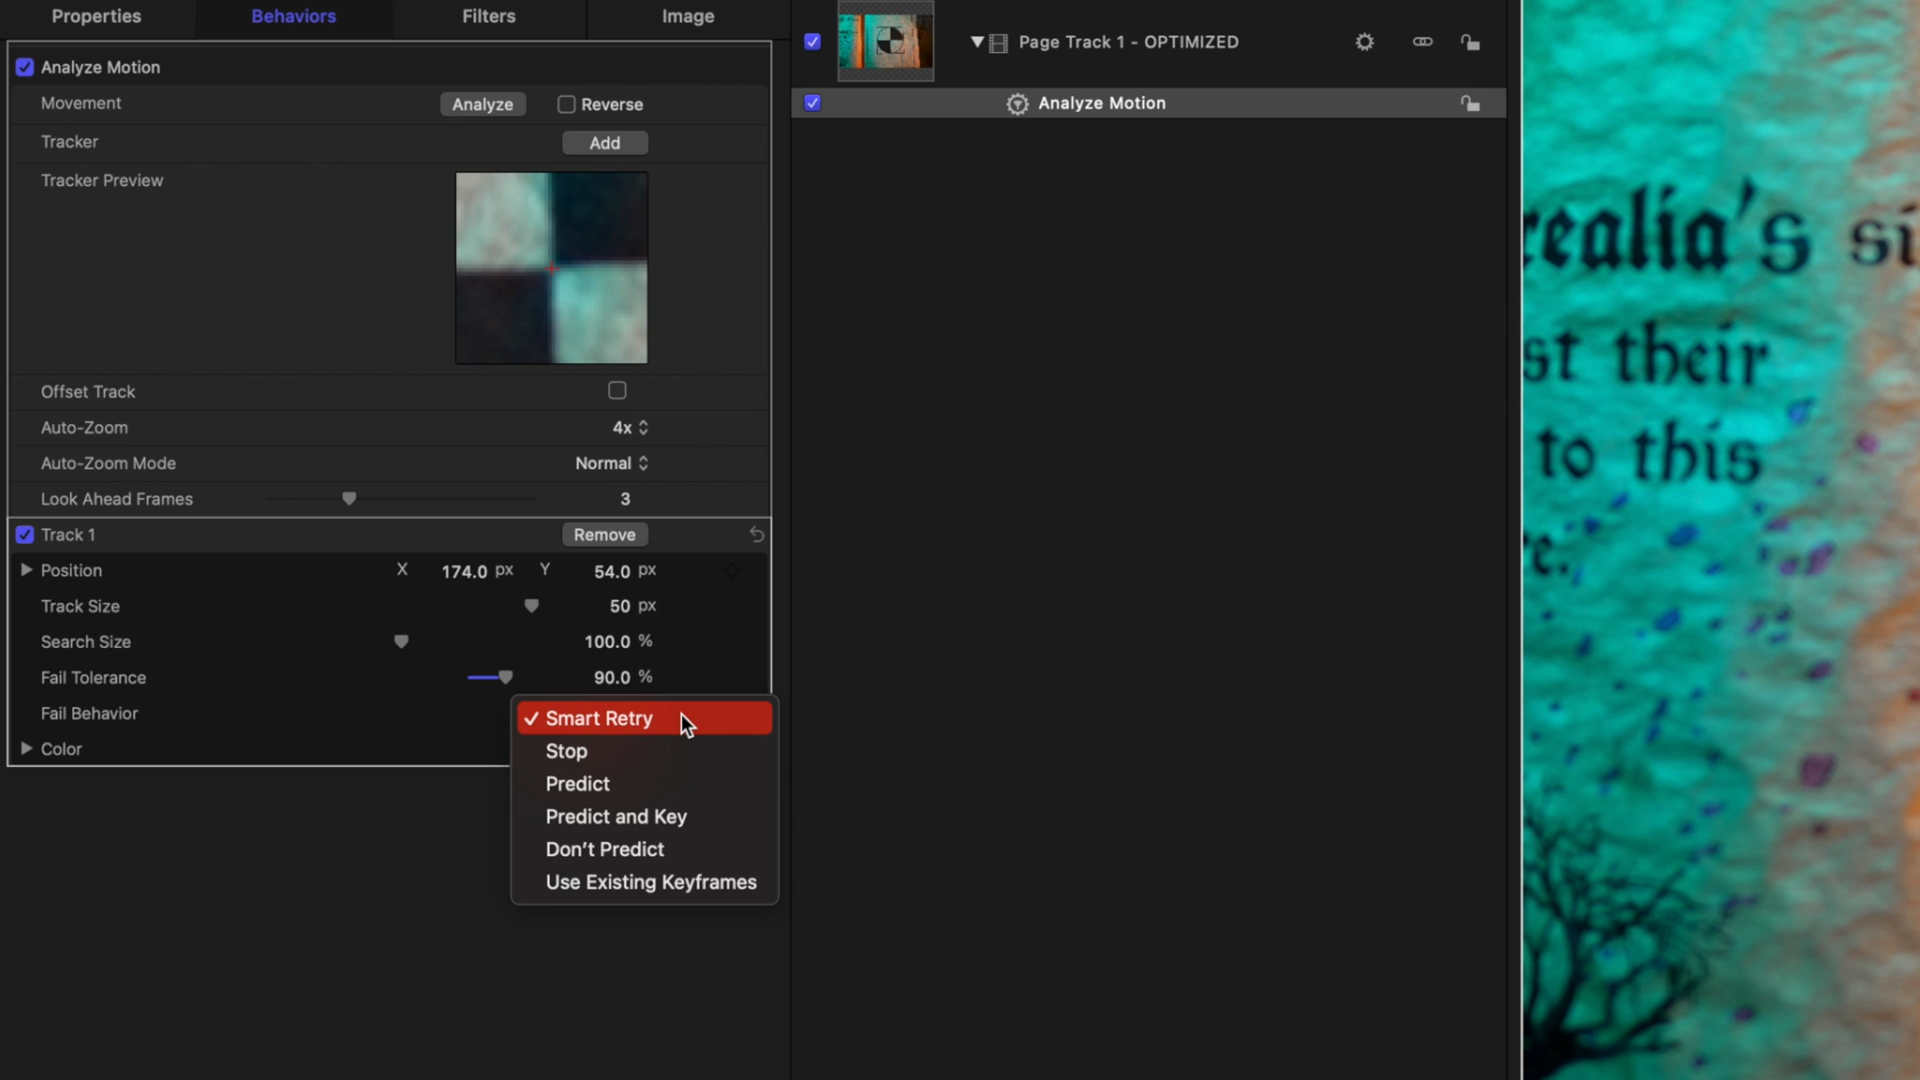 Properties
Behaviors
Filters
Image
Analyze Motion
Movement
Analyze
Reverse
Tracker
Add
Tracker Preview
Offset Track
Auto-Zoom
4x
Auto-Zoom Mode
Normal
Look Ahead Frames
3
Track 1
Remove
Position
X 174.0 px Y 54.0 px
Track Size
50 px
Search Size
100.0 %
Fail Tolerance
90.0 %
Fail Behavior
Color
✓ Smart Retry
Stop
Predict
Predict and Key
Don't Predict
Use Existing Keyframes
Page Track 1 - OPTIMIZED
Analyze Motion
realia's si
st their
to this
e.